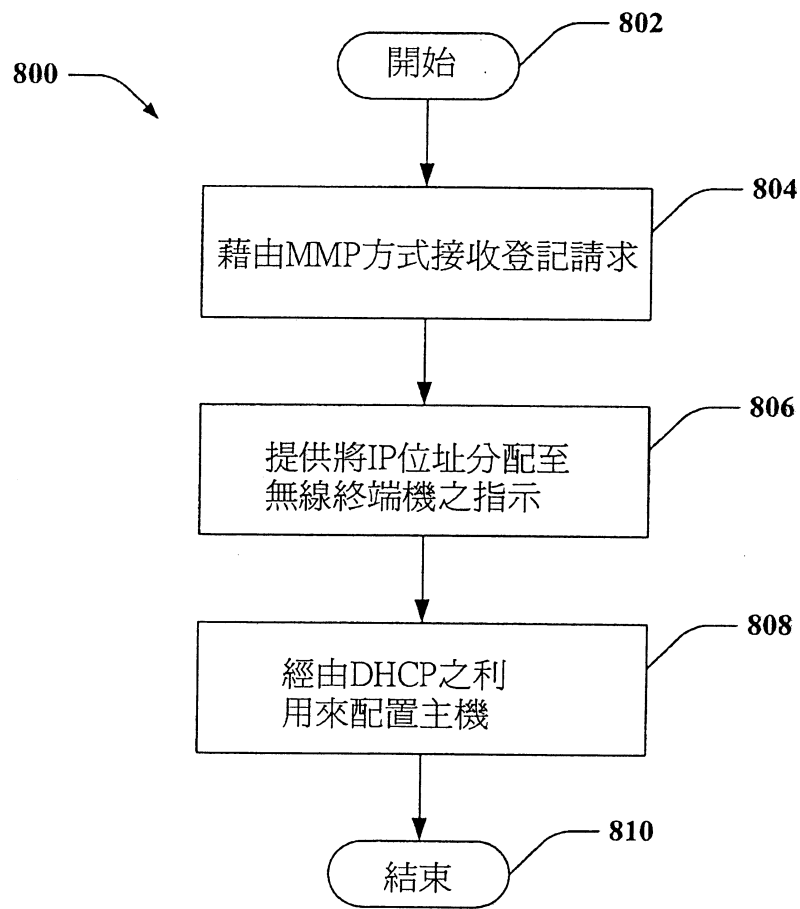 802
開始
800
804
藉由MMP方式接收登記請求
806
提供將IP位址分配至
無線終端機之指示
808
經由DHCP之利
用來配置主機
810
結束